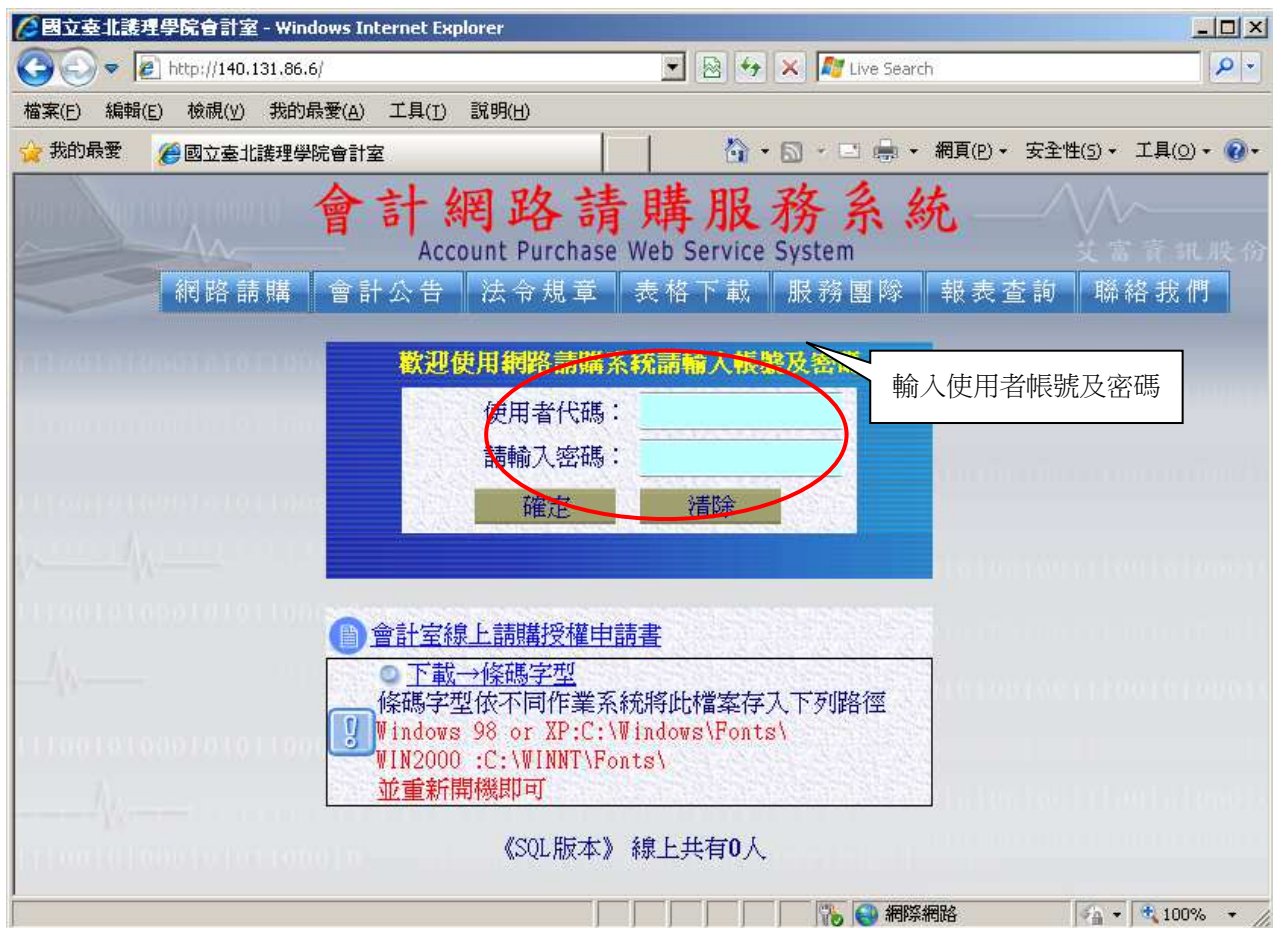 國立臺北護理學院會計室 - Windows Internet Explorer
http://140.131.86.6/
Live Search
檔案(F) 編輯(E) 檢視(V) 我的最愛(A) 工具(T) 說明(H)
我的最愛 國立臺北護理學院會計室 網頁(P) 安全性(S) 工具(O)
會計網路請購服務系統
Account Purchase Web Service System
艾富資訊股份
網路請購 會計公告 法令規章 表格下載 服務團隊 報表查詢 聯絡我們
歡迎使用網路請購系統請輸入帳號及密碼
輸入使用者帳號及密碼
使用者代碼：
請輸入密碼：
確定 清除
會計室線上請購授權申請書
下載→條碼字型
條碼字型依不同作業系統將此檔案存入下列路徑
Windows 98 or XP:C:\Windows\Fonts\
WIN2000 :C:\WINNT\Fonts\
並重新開機即可
《SQL版本》 線上共有0人
網際網路 100%